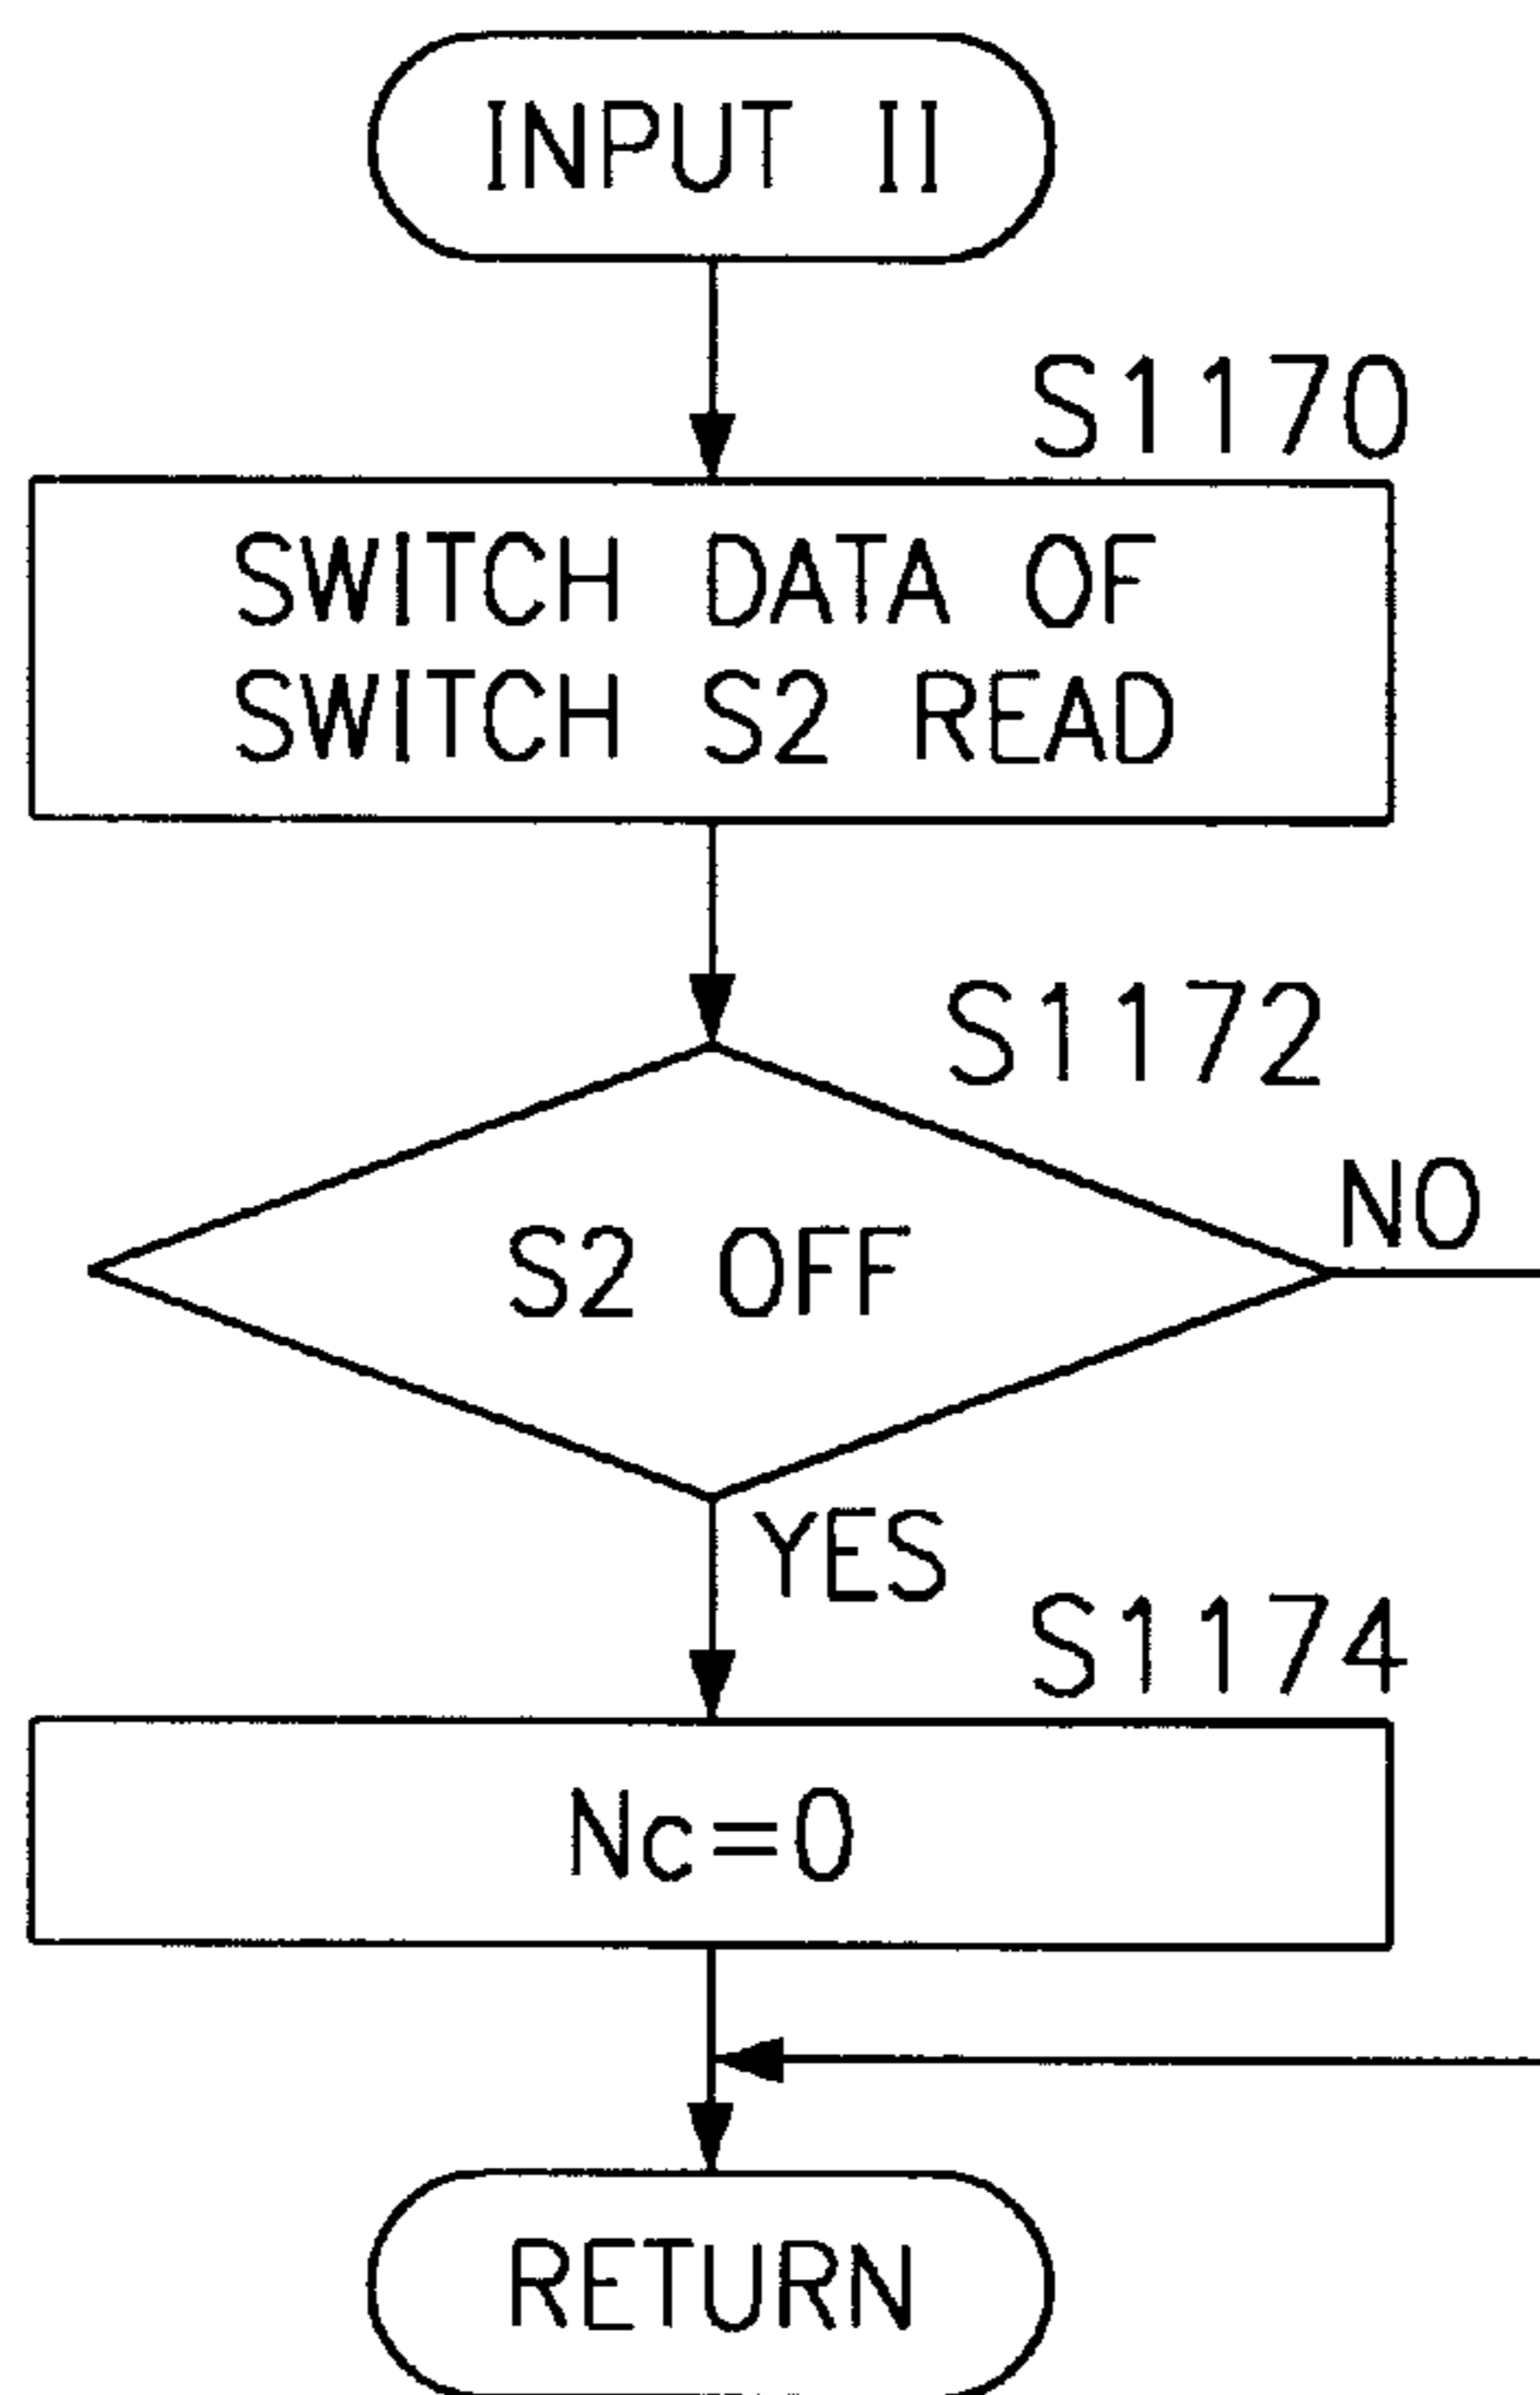 INPUT II
S1170
SWITCH DATA OF
SWITCH S2 READ
S1172
NO
S2 OFF
YES
S1174
Nc=0
RETURN